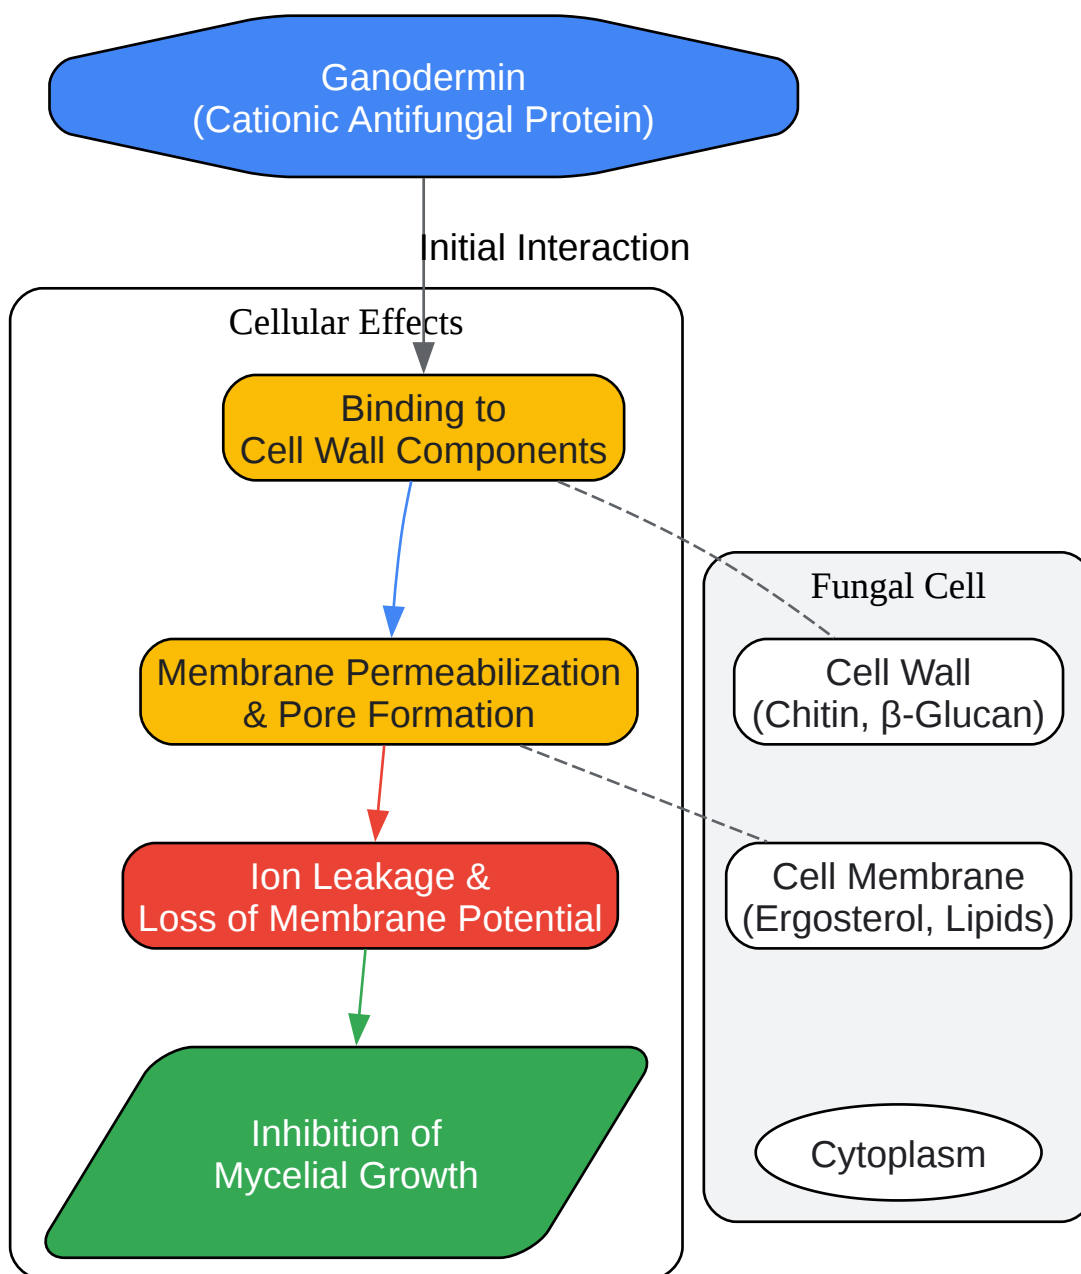 Ganodermin
(Cationic Antifungal Protein)
Initial Interaction
Cellular Effects
Binding to
Cell Wall Components
Membrane Permeabilization
& Pore Formation
Ion Leakage &
Loss of Membrane Potential
Inhibition of
Mycelial Growth
Fungal Cell
Cell Wall
(Chitin, β-Glucan)
Cell Membrane
(Ergosterol, Lipids)
Cytoplasm